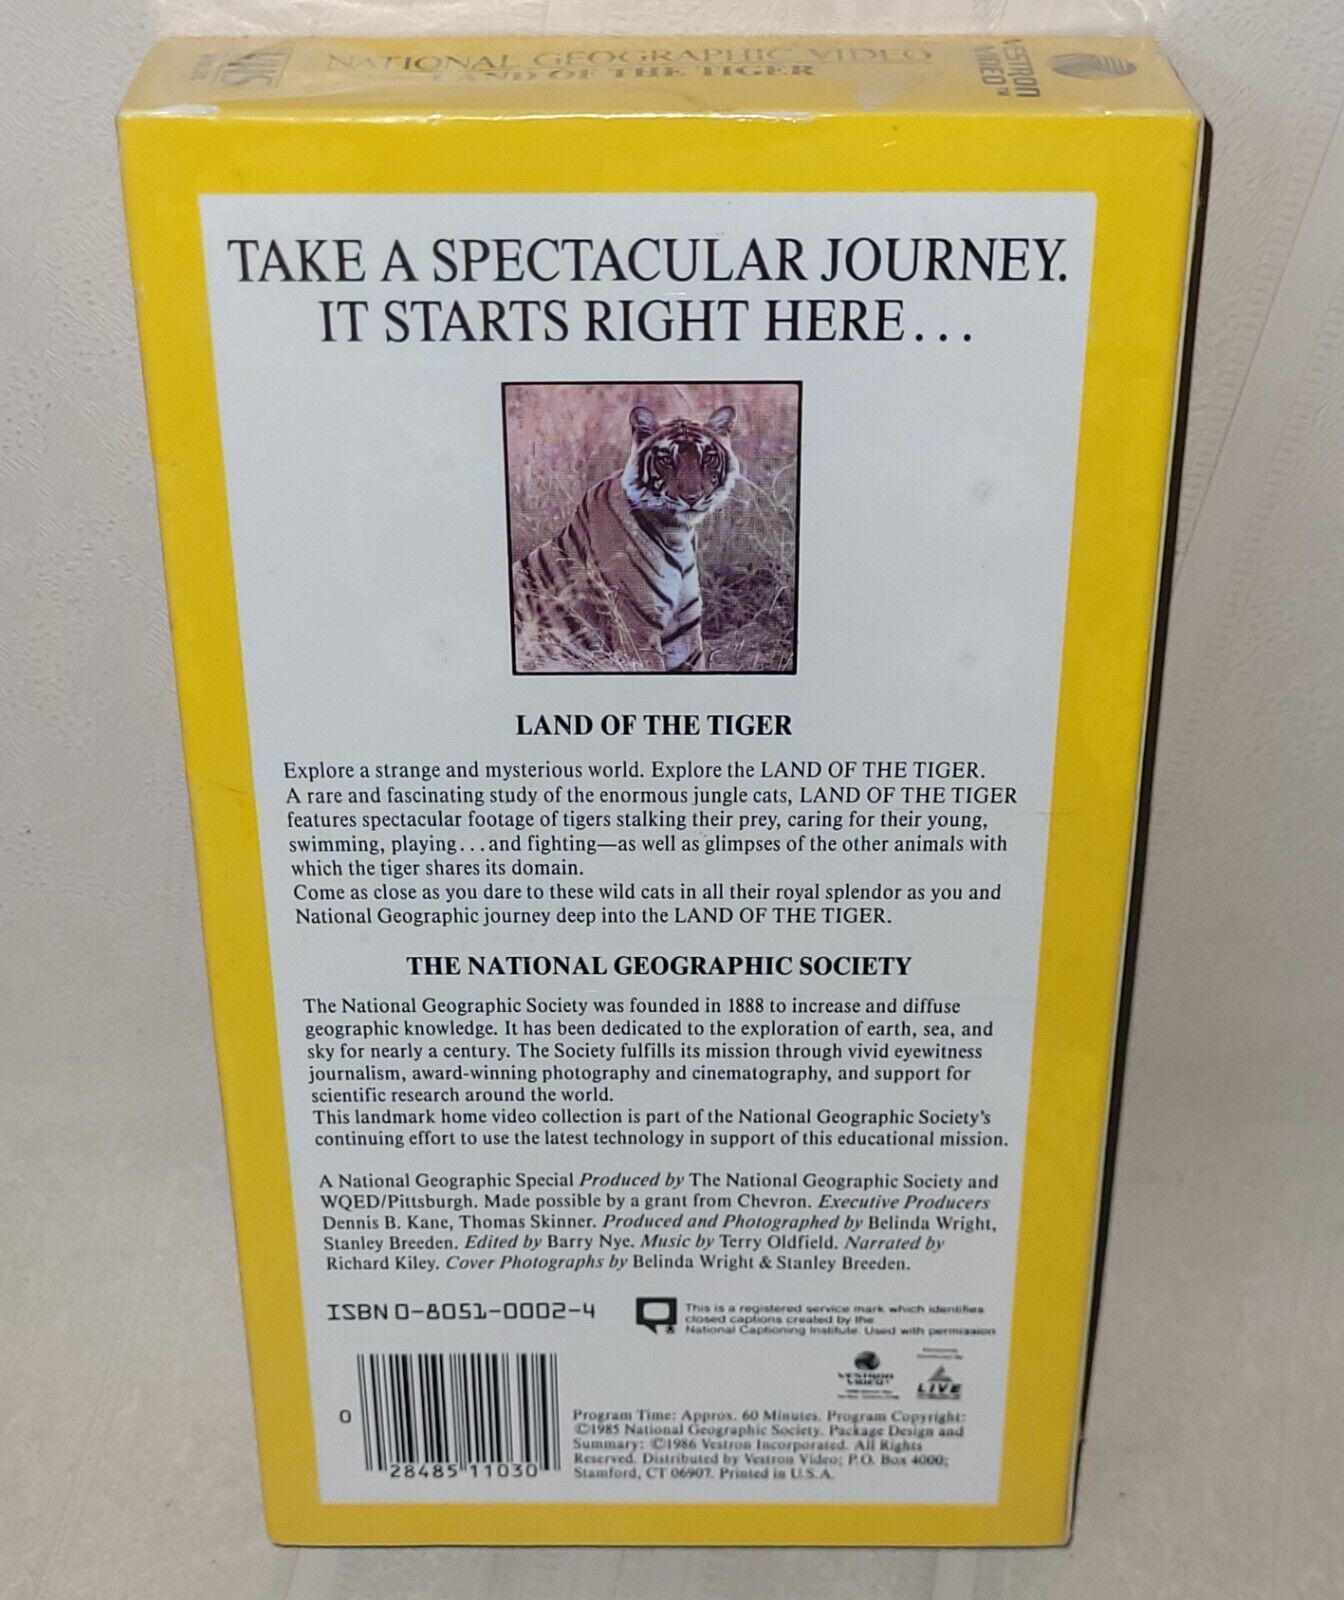 VHS
NATIONAL GEOGRAPHIC VIDEO
LAND OF THE TIGER
VESTRON
VIDEO™
TAKE A SPECTACULAR JOURNEY.
IT STARTS RIGHT HERE...
LAND OF THE TIGER
Explore a strange and mysterious world. Explore the LAND OF THE TIGER.
A rare and fascinating study of the enormous jungle cats, LAND OF THE TIGER
features spectacular footage of tigers stalking their prey, caring for their young,
swimming, playing...and fighting—as well as glimpses of the other animals with
which the tiger shares its domain.
Come as close as you dare to these wild cats in all their royal splendor as you and
National Geographic journey deep into the LAND OF THE TIGER.
THE NATIONAL GEOGRAPHIC SOCIETY
The National Geographic Society was founded in 1888 to increase and diffuse
geographic knowledge. It has been dedicated to the exploration of earth, sea, and
sky for nearly a century. The Society fulfills its mission through vivid eyewitness
journalism, award-winning photography and cinematography, and support for
scientific research around the world.
This landmark home video collection is part of the National Geographic Society's
continuing effort to use the latest technology in support of this educational mission.
A National Geographic Special Produced by The National Geographic Society and
WQED/Pittsburgh. Made possible by a grant from Chevron. Executive Producers
Dennis B. Kane, Thomas Skinner. Produced and Photographed by Belinda Wright,
Stanley Breeden. Edited by Barry Nye. Music by Terry Oldfield. Narrated by
Richard Kiley. Cover Photographs by Belinda Wright & Stanley Breeden.
ISBN 0-8051-0002-4
This is a registered service mark which identifies
closed captions created by the
National Captioning Institute. Used with permission
VESTRON
VIDEO
LIVE
0 28485 11030
Program Time: Approx. 60 Minutes. Program Copyright:
©1985 National Geographic Society. Package Design and
Summary: ©1986 Vestron Incorporated. All Rights
Reserved. Distributed by Vestron Video; P.O. Box 4000;
Stamford, CT 06907. Printed in U.S.A.